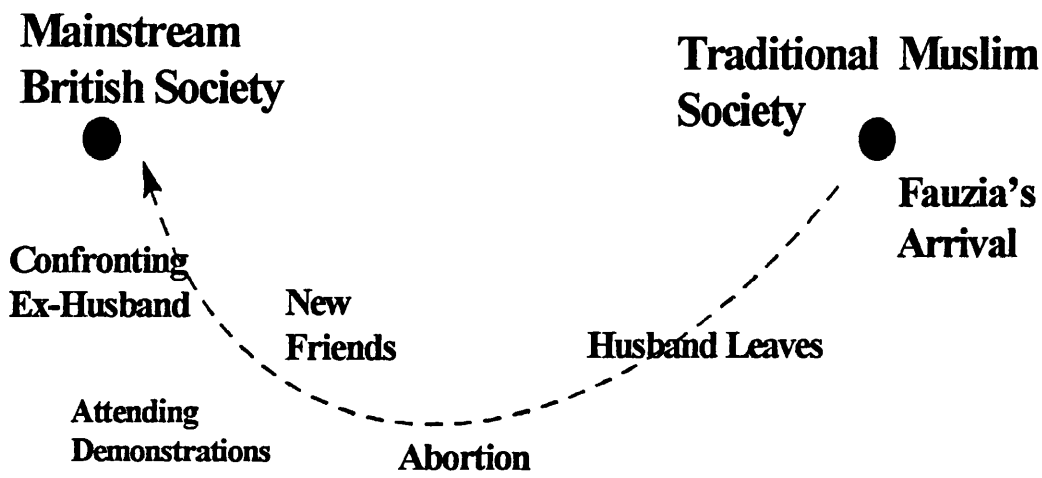 Mainstream
British Society
Traditional Muslim
Society
Fauzia's
Arrival
Confronting
Ex-Husband
New
Friends
Husband Leaves
Attending
Demonstrations
Abortion